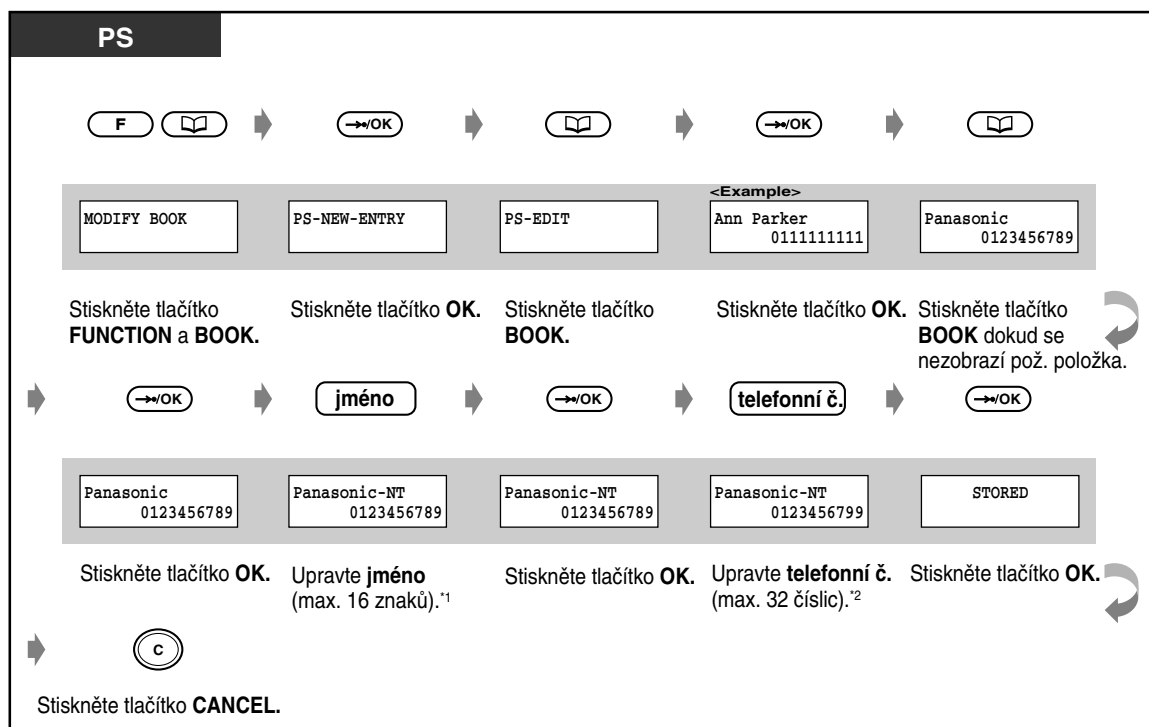 PS
F →/OK →/OK
<Example>
MODIFY BOOK PS-NEW-ENTRY PS-EDIT Ann Parker Panasonic
0111111111 0123456789
Stiskněte tlačítko Stiskněte tlačítko OK. Stiskněte tlačítko Stiskněte tlačítko OK. Stiskněte tlačítko
FUNCTION a BOOK. BOOK. BOOK dokud se
nezobrazí pož. položka.
→/OK jméno →/OK telefonní č. →/OK
Panasonic Panasonic-NT Panasonic-NT Panasonic-NT STORED
0123456789 0123456789 0123456789 0123456799
Stiskněte tlačítko OK. Upravte jméno Stiskněte tlačítko OK. Upravte telefonní č. Stiskněte tlačítko OK.
(max. 16 znaků).*1 (max. 32 číslic).*2
C
Stiskněte tlačítko CANCEL.